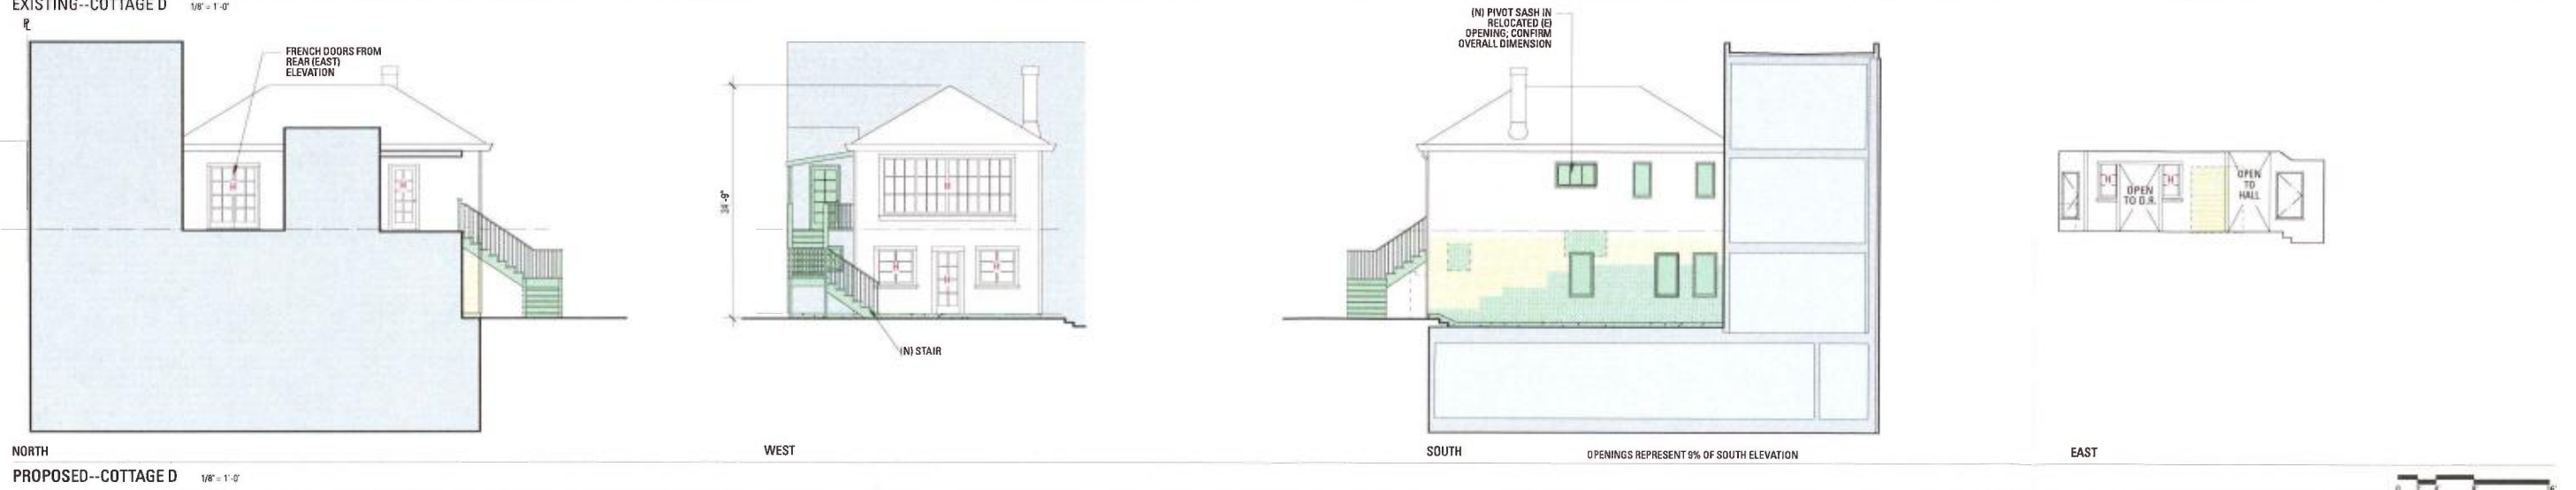 EXISTING--COTTAGE D 1/8" = 1'-0"
PL
FRENCH DOORS FROM
REAR (EAST)
ELEVATION
H
H
(N) PIVOT SASH IN
RELOCATED (E)
OPENING; CONFIRM
OVERALL DIMENSION
H
H
H
(N) STAIR
H
H
OPEN
TO D.R.
OPEN
TO
HALL
NORTH
WEST
SOUTH
OPENINGS REPRESENT 9% OF SOUTH ELEVATION
EAST
PROPOSED--COTTAGE D 1/8" = 1'-0"